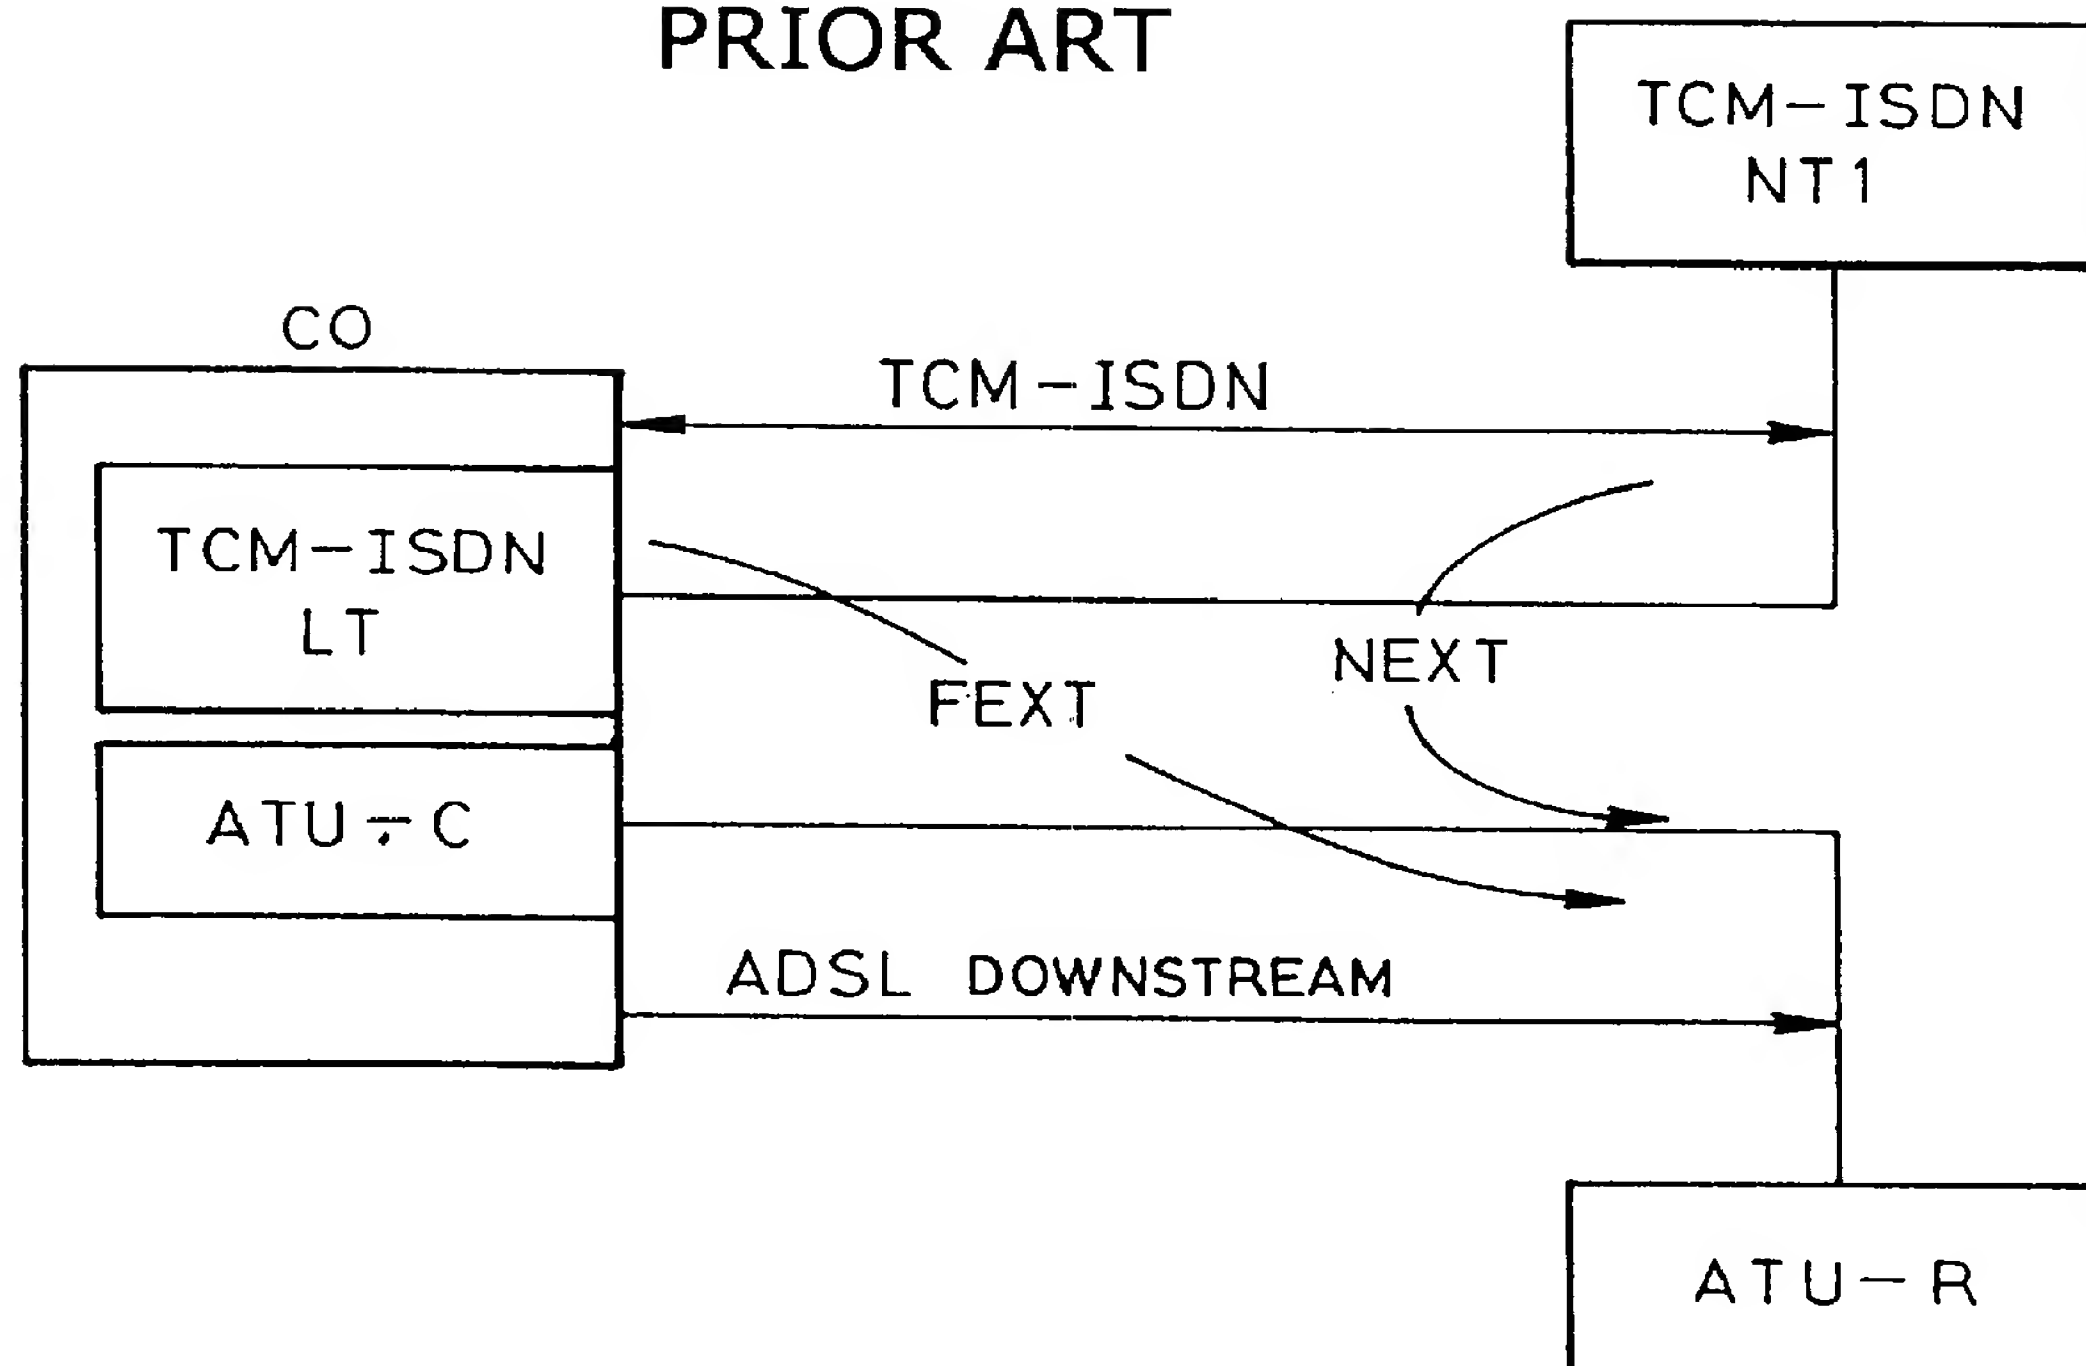 PRIOR ART
TCM-ISDN
NT1
CO
TCM-ISDN
TCM-ISDN
LT
NEXT
FEXT
ATU-C
ADSL DOWNSTREAM
ATU-R